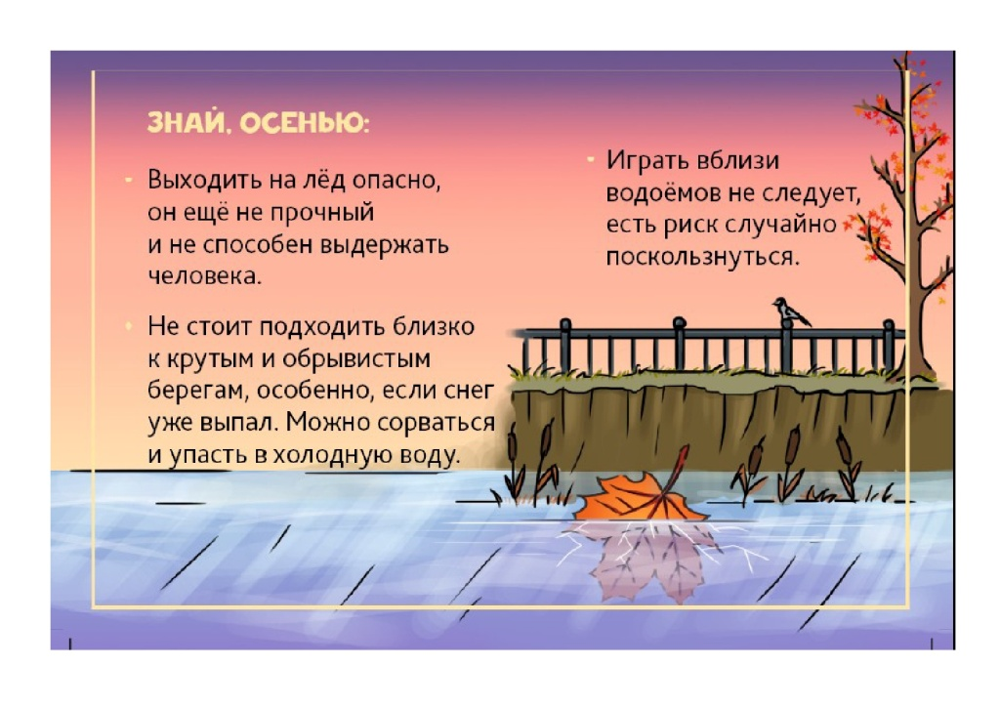 ЗНАЙ, ОСЕНЬЮ:
Выходить на лёд опасно,
он ещё не прочный
и не способен выдержать
человека.
Не стоит подходить близко
к крутым и обрывистым
берегам, особенно, если снег
уже выпал. Можно сорваться
и упасть в холодную воду.
Играть вблизи
водоёмов не следует,
есть риск случайно
поскользнуться.